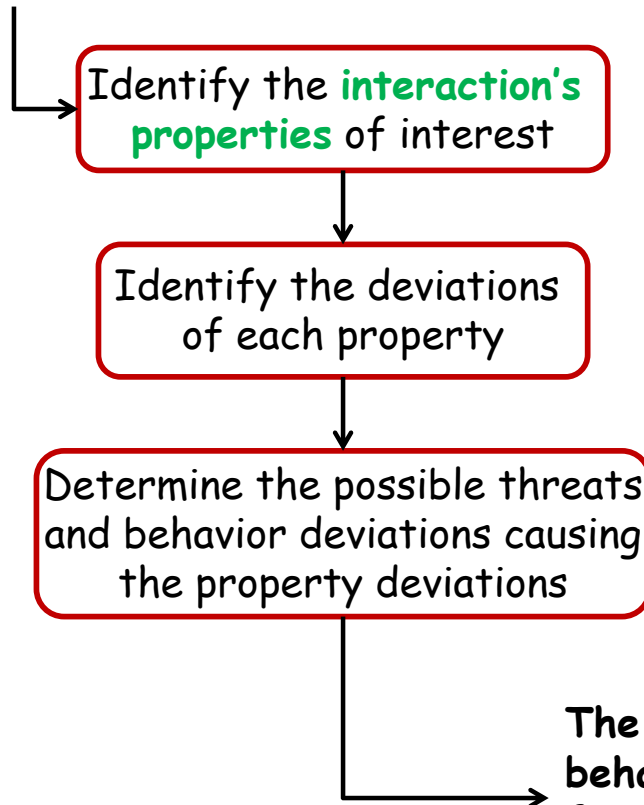 Identify the interaction's
properties of interest
Identify the deviations
of each property
Determine the possible threats
and behavior deviations causing
the property deviations
The